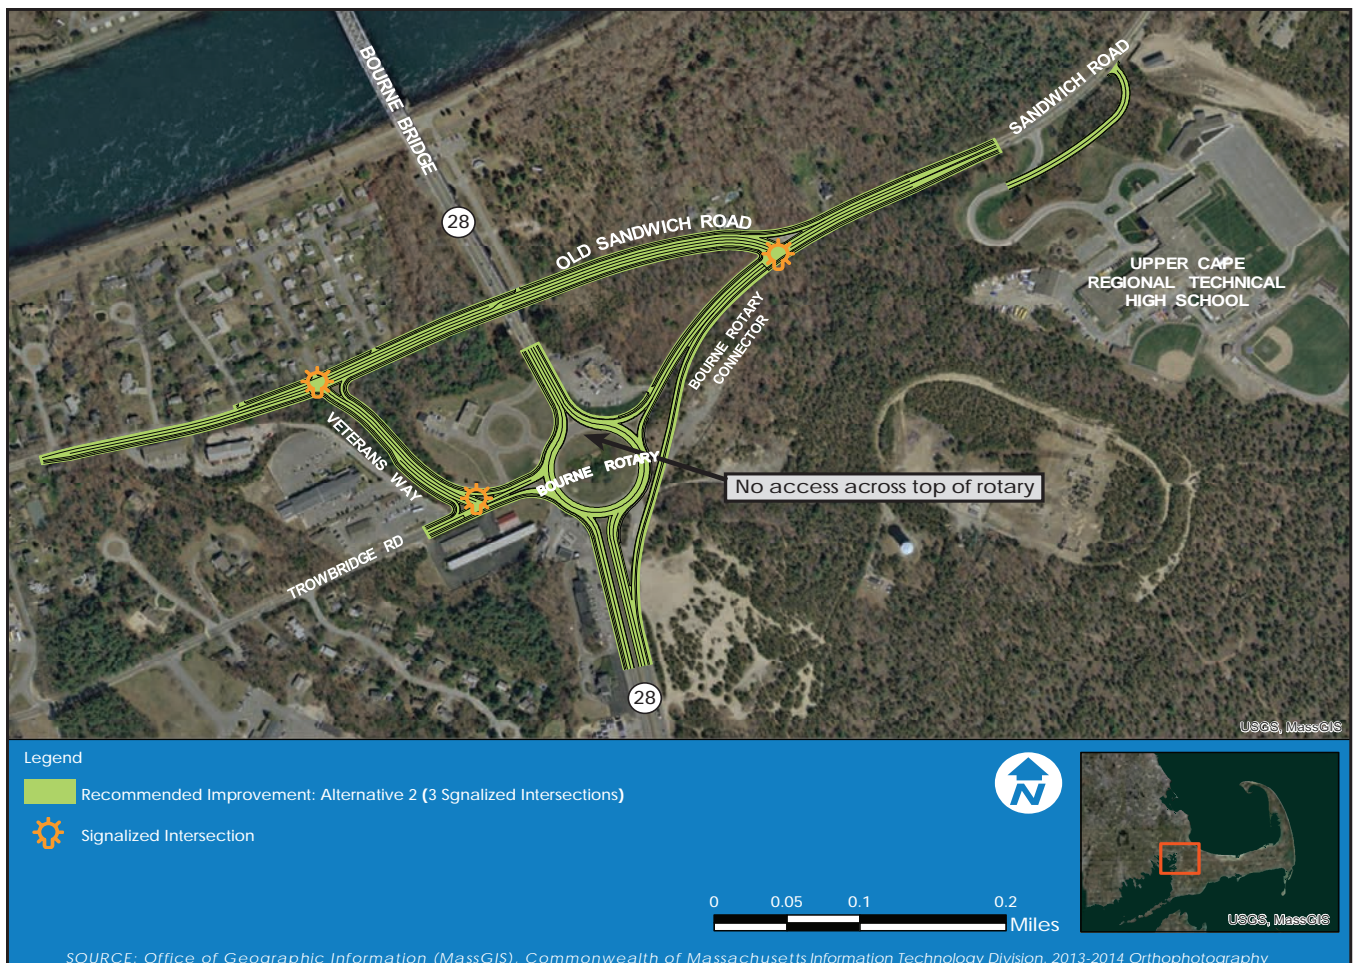 BOURNE BRIDGE
SANDWICH ROAD
28
OLD SANDWICH ROAD
UPPER CAPE
REGIONAL TECHNICAL
HIGH SCHOOL
BOURNE ROTARY
CONNECTOR
VETERANS WAY
BOURNE ROTARY
No access across top of rotary
TROWBRIDGE RD
28
USGS, MassGIS
Legend
Recommended Improvement: Alternative 2 (3 Sgnalized Intersections)
Signalized Intersection
N
0 0.05 0.1 0.2
Miles
USGS, MassGIS
SOURCE: Office of Geographic Information (MassGIS), Commonwealth of Massachusetts Information Technology Division, 2013-2014 Orthophotography